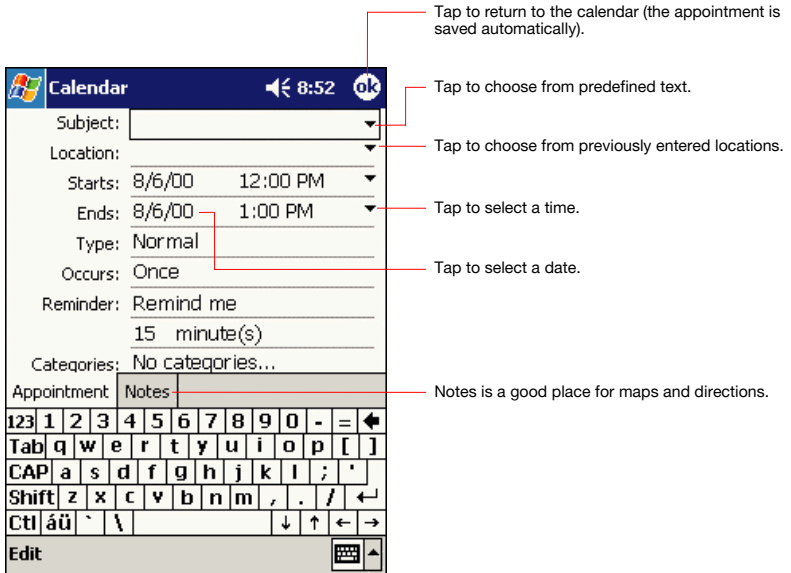 Tap to return to the calendar (the appointment is
saved automatically).
Calendar 8:52 ok
Tap to choose from predefined text.
Subject:
Location:
Tap to choose from previously entered locations.
Starts: 8/6/00 12:00 PM
Ends: 8/6/00 1:00 PM
Tap to select a time.
Type: Normal
Occurs: Once
Tap to select a date.
Reminder: Remind me
15 minute(s)
Categories: No categories...
Appointment Notes
Notes is a good place for maps and directions.
123 1 2 3 4 5 6 7 8 9 0 - =
Tab q w e r t y u i o p [ ]
CAP a s d f g h j k l ; '
Shift z x c v b n m , . /
Ctl áü ` \
Edit